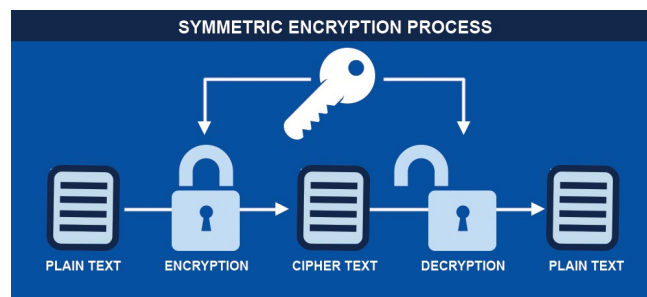 SYMMETRIC ENCRYPTION PROCESS
PLAIN TEXT
ENCRYPTION
CIPHER TEXT
DECRYPTION
PLAIN TEXT